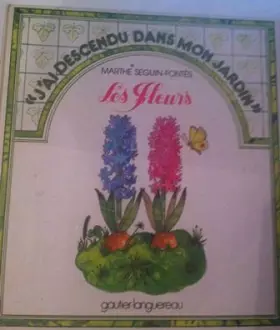 "J'AI DESCENDU DANS MON JARDIN"
MARTHE SEGUIN-FONTES
Les Fleurs
gautier-languereau